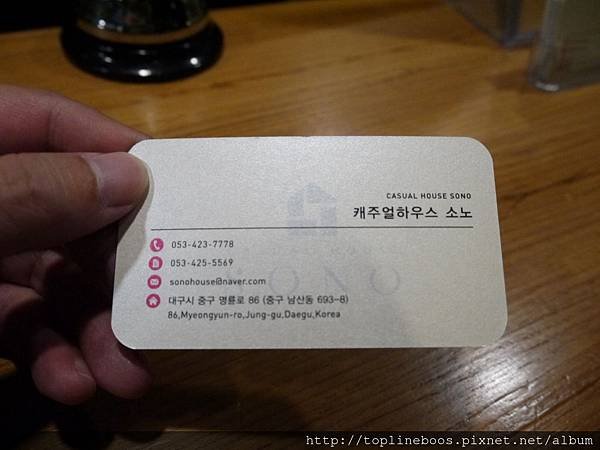 CASUAL HOUSE SONO
캐주얼하우스 소노
053-423-7778
053-425-5569
sonohouse@naver.com
대구시 중구 명륜로 86 (중구 남산동 693-8)
86,Myeongyun-ro,Jung-gu,Daegu,Korea
http://toplineboos.pixnet.net/album